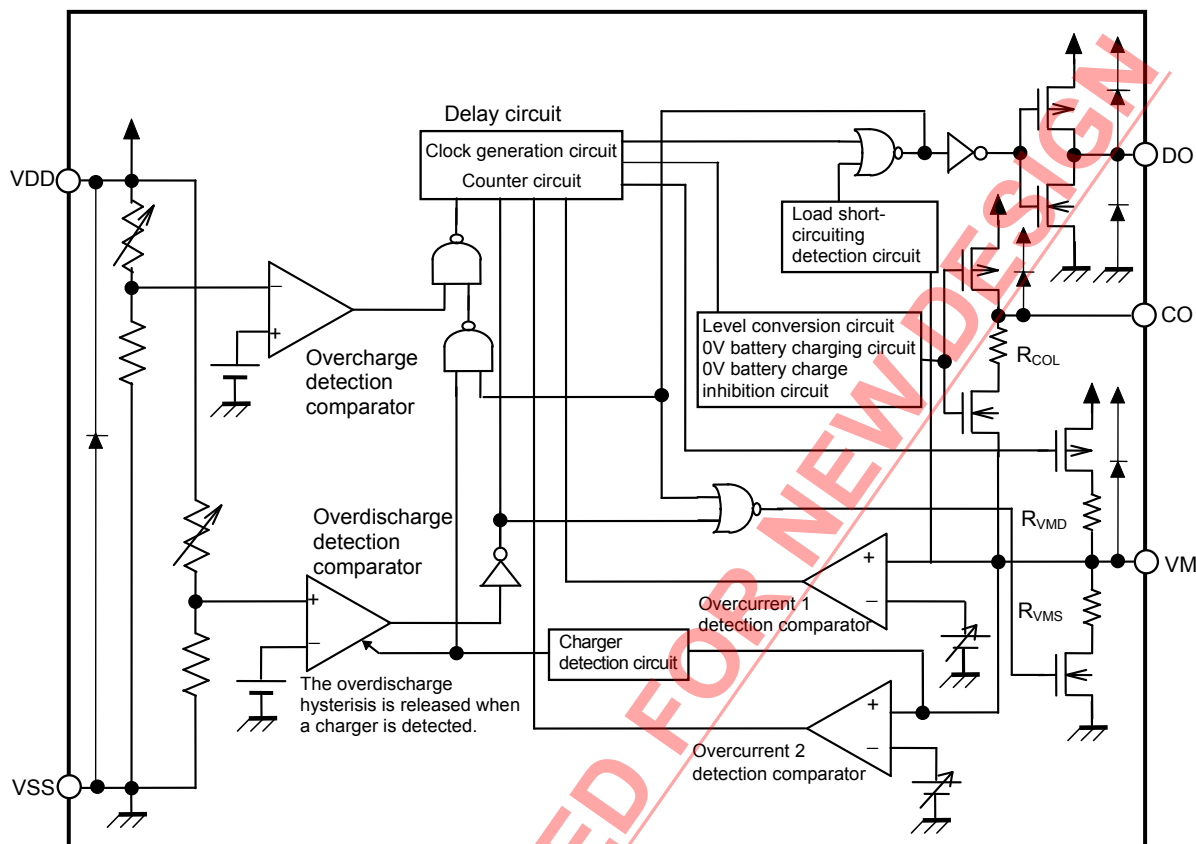 Delay circuit
Clock generation circuit
Counter circuit
VDD
DO
Load short-
circuiting
detection circuit
CO
Level conversion circuit
0V battery charging circuit
0V battery charge
inhibition circuit
RCOL
Overcharge
detection
comparator
Overdischarge
detection
comparator
RVMD
VM
Overcurrent 1
detection comparator
RVMS
Charger
detection circuit
The overdischarge
hysterisis is released when
a charger is detected.
Overcurrent 2
detection comparator
VSS
ED FOR NEW DESIGN